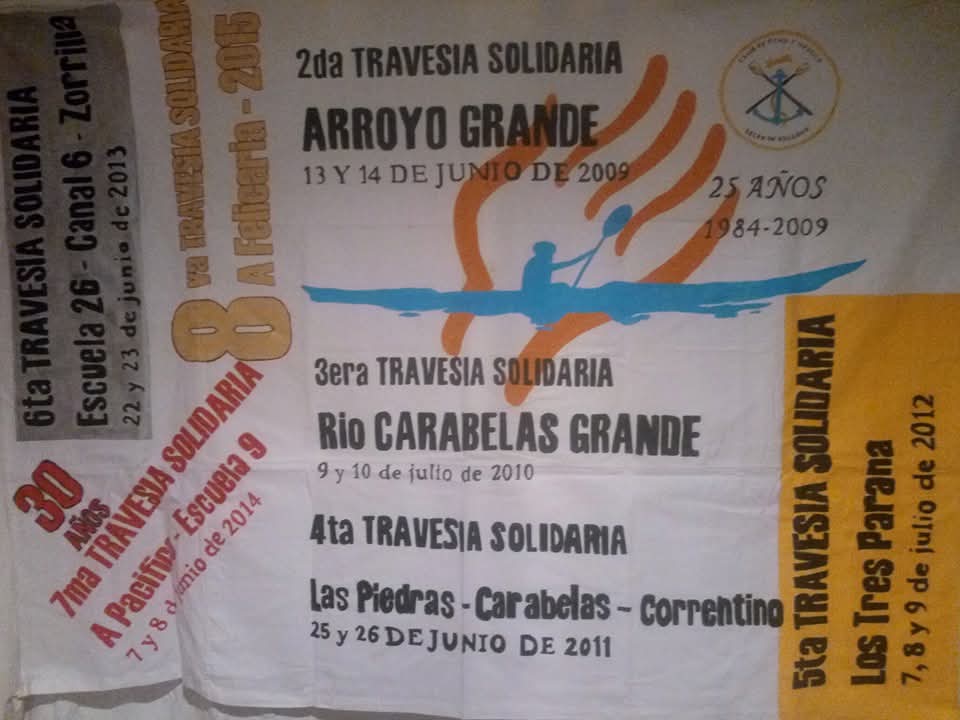 2da TRAVESIA SOLIDARIA
ARROYO GRANDE
13 Y 14 DE JUNIO DE 2009
25 AÑOS
1984-2009
3era TRAVESIA SOLIDARIA
Rio CARABELAS GRANDE
9 y 10 de julio de 2010
4ta TRAVESIA SOLIDARIA
Las Piedras - Carabelas - Correntino
25 y 26 DE JUNIO DE 2011
5ta TRAVESIA SOLIDARIA
Los Tres Parana
7, 8 y 9 de julio de 2012
6ta TRAVESIA SOLIDARIA
Escuela 26 - Canal 6 - Zorrilla
22 y 23 de junio de 2013
30
AÑOS
7ma TRAVESIA SOLIDARIA
A Pacifico - Escuela 9
7 y 8 d junio de 2014
8 va TRAVESIA SOLIDARIA
A Felicaria - 2015